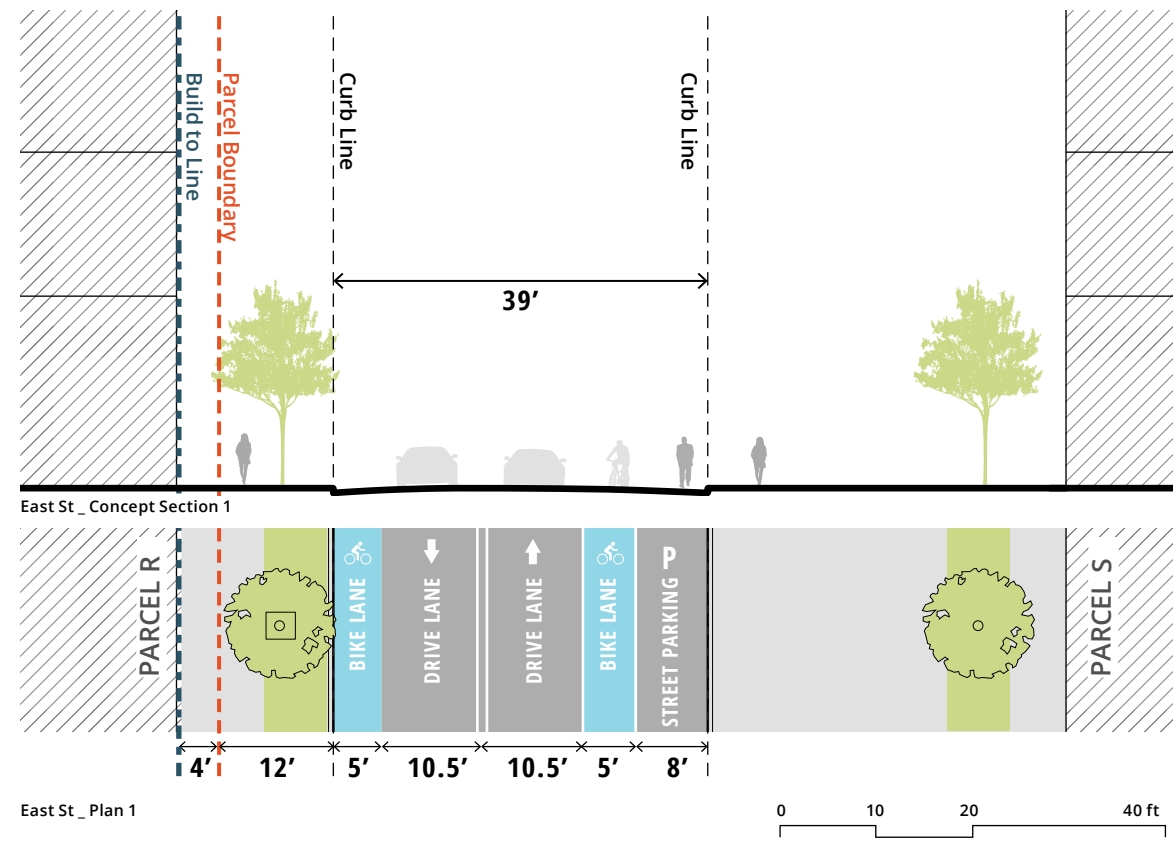 Build to Line
Parcel Boundary
Curb Line
Curb Line
39’
East St _ Concept Section 1
PARCEL R
BIKE LANE
DRIVE LANE
DRIVE LANE
BIKE LANE
P
STREET PARKING
PARCEL S
4’ 12’ 5’ 10.5’ 10.5’ 5’ 8’
East St _ Plan 1
0 10 20 40 ft